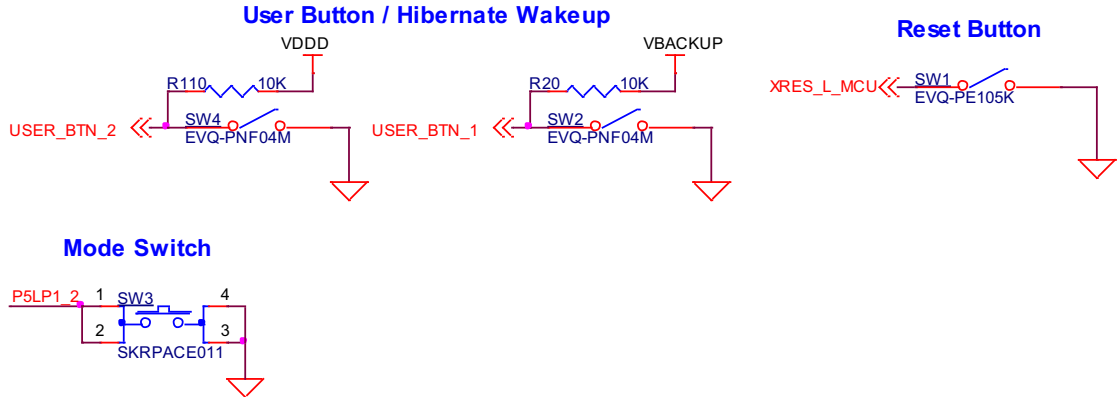 User Button / Hibernate Wakeup
Reset Button
VDDD
VBACKUP
R110 10K
R20 10K
XRES_L_MCU
SW1
EVQ-PE105K
USER_BTN_2
SW4
EVQ-PNF04M
USER_BTN_1
SW2
EVQ-PNF04M
Mode Switch
P5LP1_2
1
SW3
4
2
3
SKRPACE011